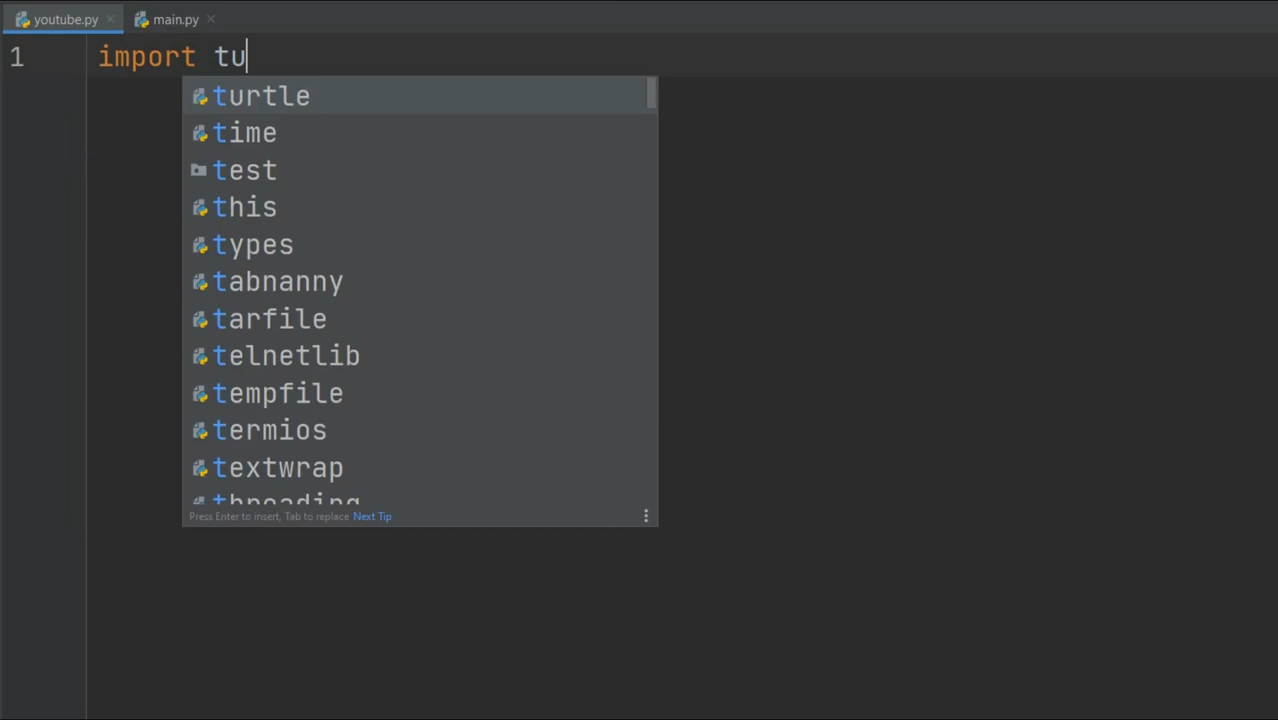 youtube.py
main.py
1 import tu
turtle
time
test
this
types
tabnanny
tarfile
telnetlib
tempfile
termios
textwrap
threading
Press Enter to insert, Tab to replace Next Tip